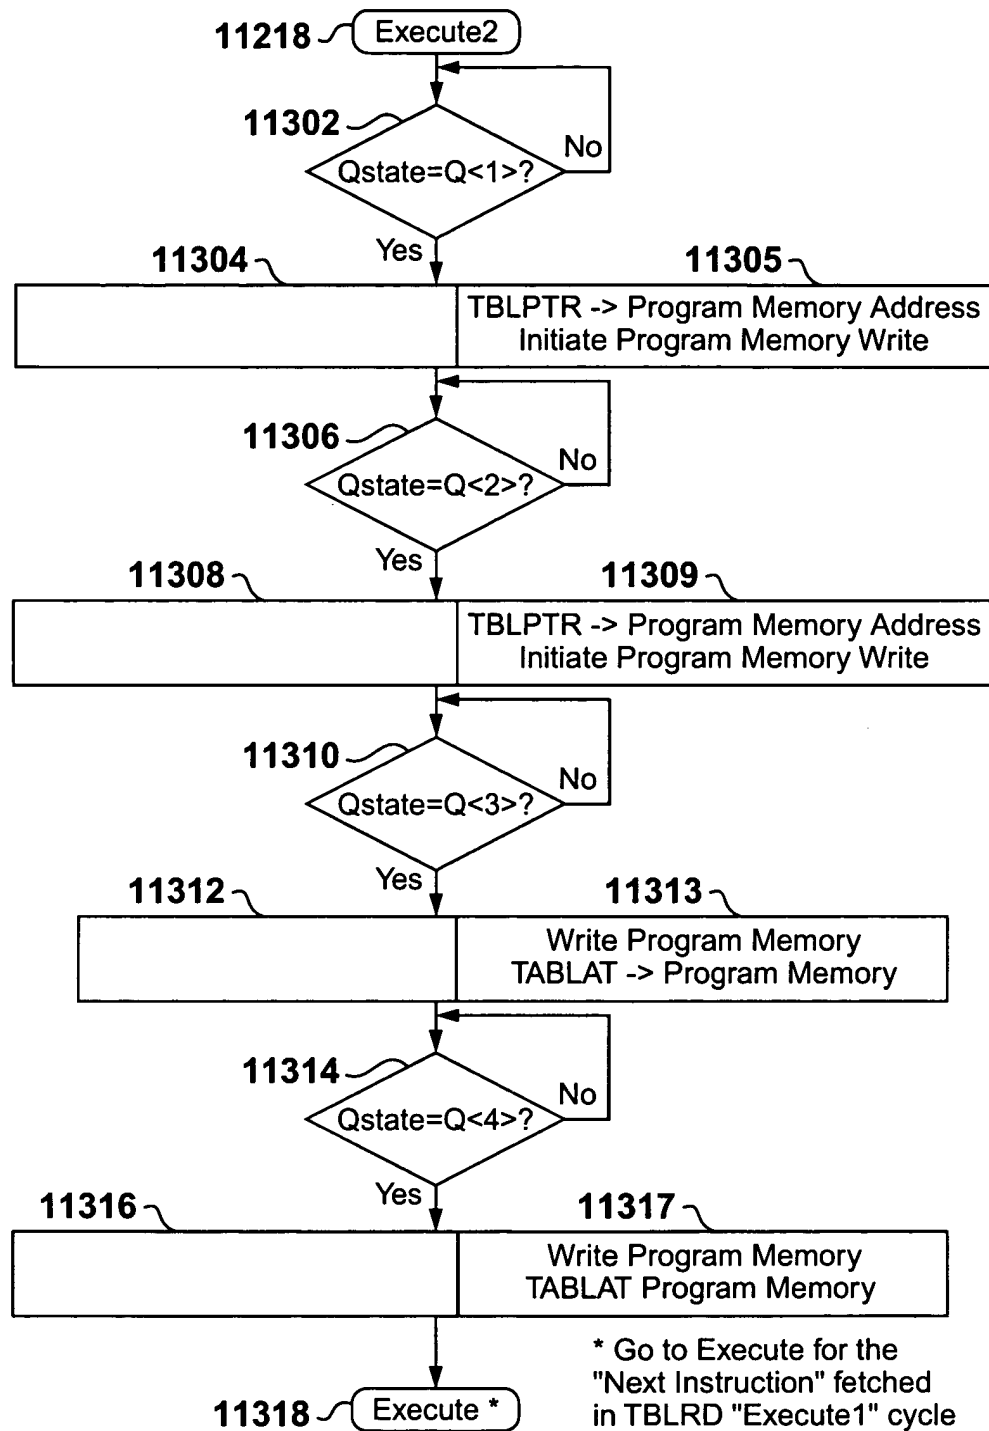 11218 Execute2
11302
Qstate=Q<1>? No
Yes
11304 11305
TBLPTR -> Program Memory Address
Initiate Program Memory Write
11306
Qstate=Q<2>? No
Yes
11308 11309
TBLPTR -> Program Memory Address
Initiate Program Memory Write
11310
Qstate=Q<3>? No
Yes
11312 11313
Write Program Memory
TABLAT -> Program Memory
11314
Qstate=Q<4>? No
Yes
11316 11317
Write Program Memory
TABLAT Program Memory
* Go to Execute for the
"Next Instruction" fetched
in TBLRD "Execute1" cycle
11318 Execute *